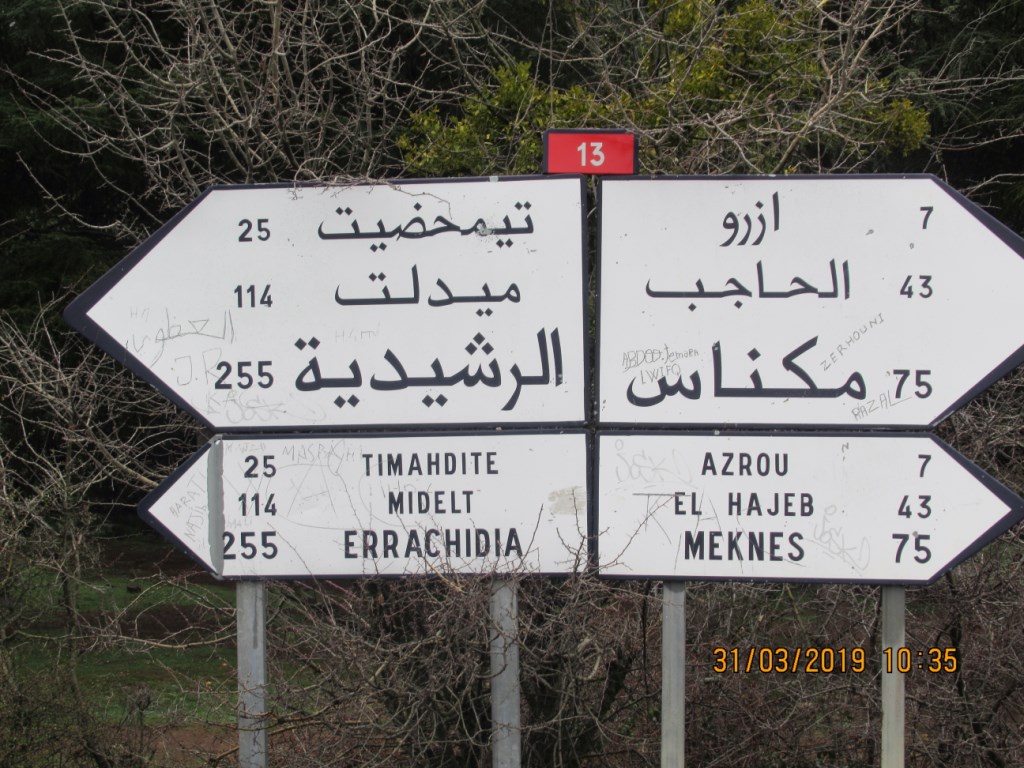 13
25 تيمحضيت
114 ميدلت
255 الرشيدية
ازرو 7
الحاجب 43
مكناس 75
ZERHOUNI
LWIFQ
25 TIMAHDITE
114 MIDELT
255 ERRACHIDIA
AZROU 7
EL HAJEB 43
MEKNES 75
31/03/2019 10:35